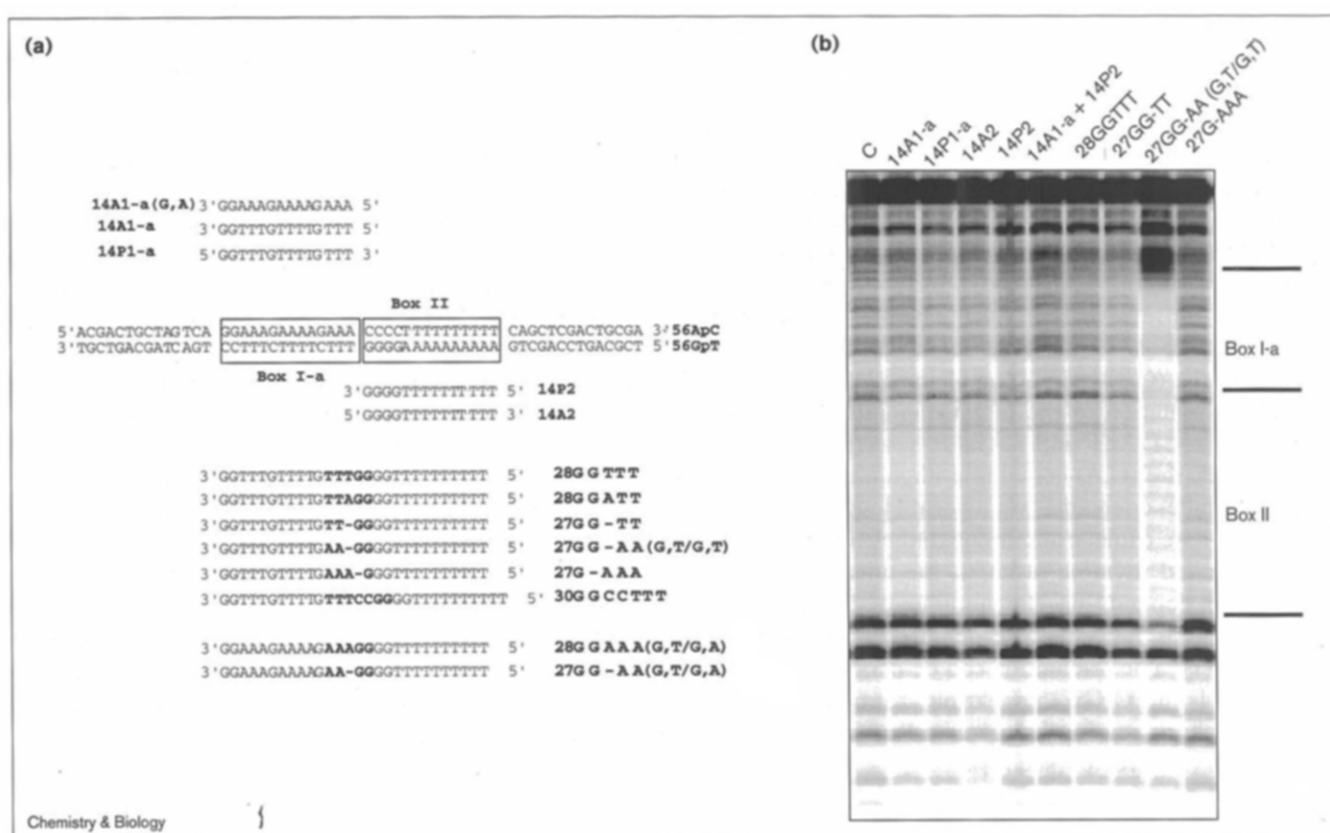 (a)
14A1-a(G,A) 3'GGAAAGAAAAGAAA 5'
14A1-a 3'GGTTTGTTTTGTTT 5'
14P1-a 5'GGTTTGTTTTGTTT 3'
Box II
5'ACGACTGCTAGTCA GGAAAGAAAAGAAA CCCCTTTTTTTTTT CAGCTCGACTGCGA 3' 56ApC
3'TGCTGACGATCAGT CCTTTCTTTTCTTT GGGGAAAAAAAAAA GTCGACCTGACGCT 5' 56GpT
Box I-a
3'GGGGTTTTTTTTTT 5' 14P2
5'GGGGTTTTTTTTTT 3' 14A2
3'GGTTTGTTTTGTTTGGGGTTTTTTTTTT 5' 28GGTTT
3'GGTTTGTTTTGTTAGGGGTTTTTTTTTT 5' 28GGATT
3'GGTTTGTTTTGTT-GGGGTTTTTTTTTT 5' 27GG-TT
3'GGTTTGTTTTGAA-GGGGTTTTTTTTTT 5' 27GG-AA(G,T/G,T)
3'GGTTTGTTTTGAAA-GGGTTTTTTTTTT 5' 27G-AAA
3'GGTTTGTTTTGTTTCCGGGGTTTTTTTTTT 5' 30GGCCTTT
3'GGAAAGAAAAGAAAGGGGTTTTTTTTTT 5' 28GGAAA(G,T/G,A)
3'GGAAAGAAAAGAA-GGGGTTTTTTTTTT 5' 27GG-AA(G,T/G,A)
Chemistry & Biology
(b)
C
14A1-a
14P1-a
14A2
14P2
14A1-a + 14P2
28GGTTT
27GG-TT
27GG-AA (G,T/G,T)
27G-AAA
Box I-a
Box II